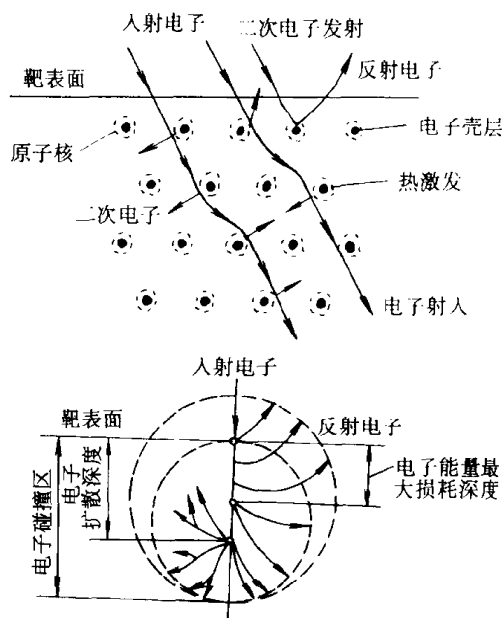 入射电子
二次电子发射
反射电子
靶表面
电子壳层
原子核
热激发
二次电子
电子射入
入射电子
靶表面
反射电子
电子能量最
大损耗深度
电子
扩散深度
电子碰撞区